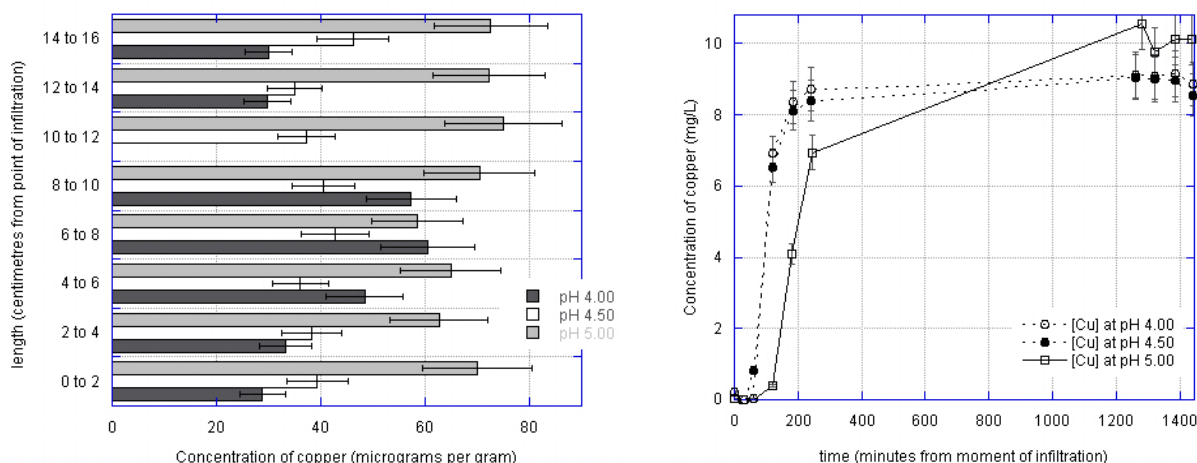 length (centimetres from point of infiltration)
14 to 16
12 to 14
10 to 12
8 to 10
6 to 8
4 to 6
2 to 4
0 to 2
pH 4.00
pH 4.50
pH 5.00
0 20 40 60 80
Concentration of copper (micrograms per gram)
Concentration of copper (mg/L)
10
8
6
4
2
0
[Cu] at pH 4.00
[Cu] at pH 4.50
[Cu] at pH 5.00
0 200 400 600 800 1000 1200 1400
time (minutes from moment of infiltration)